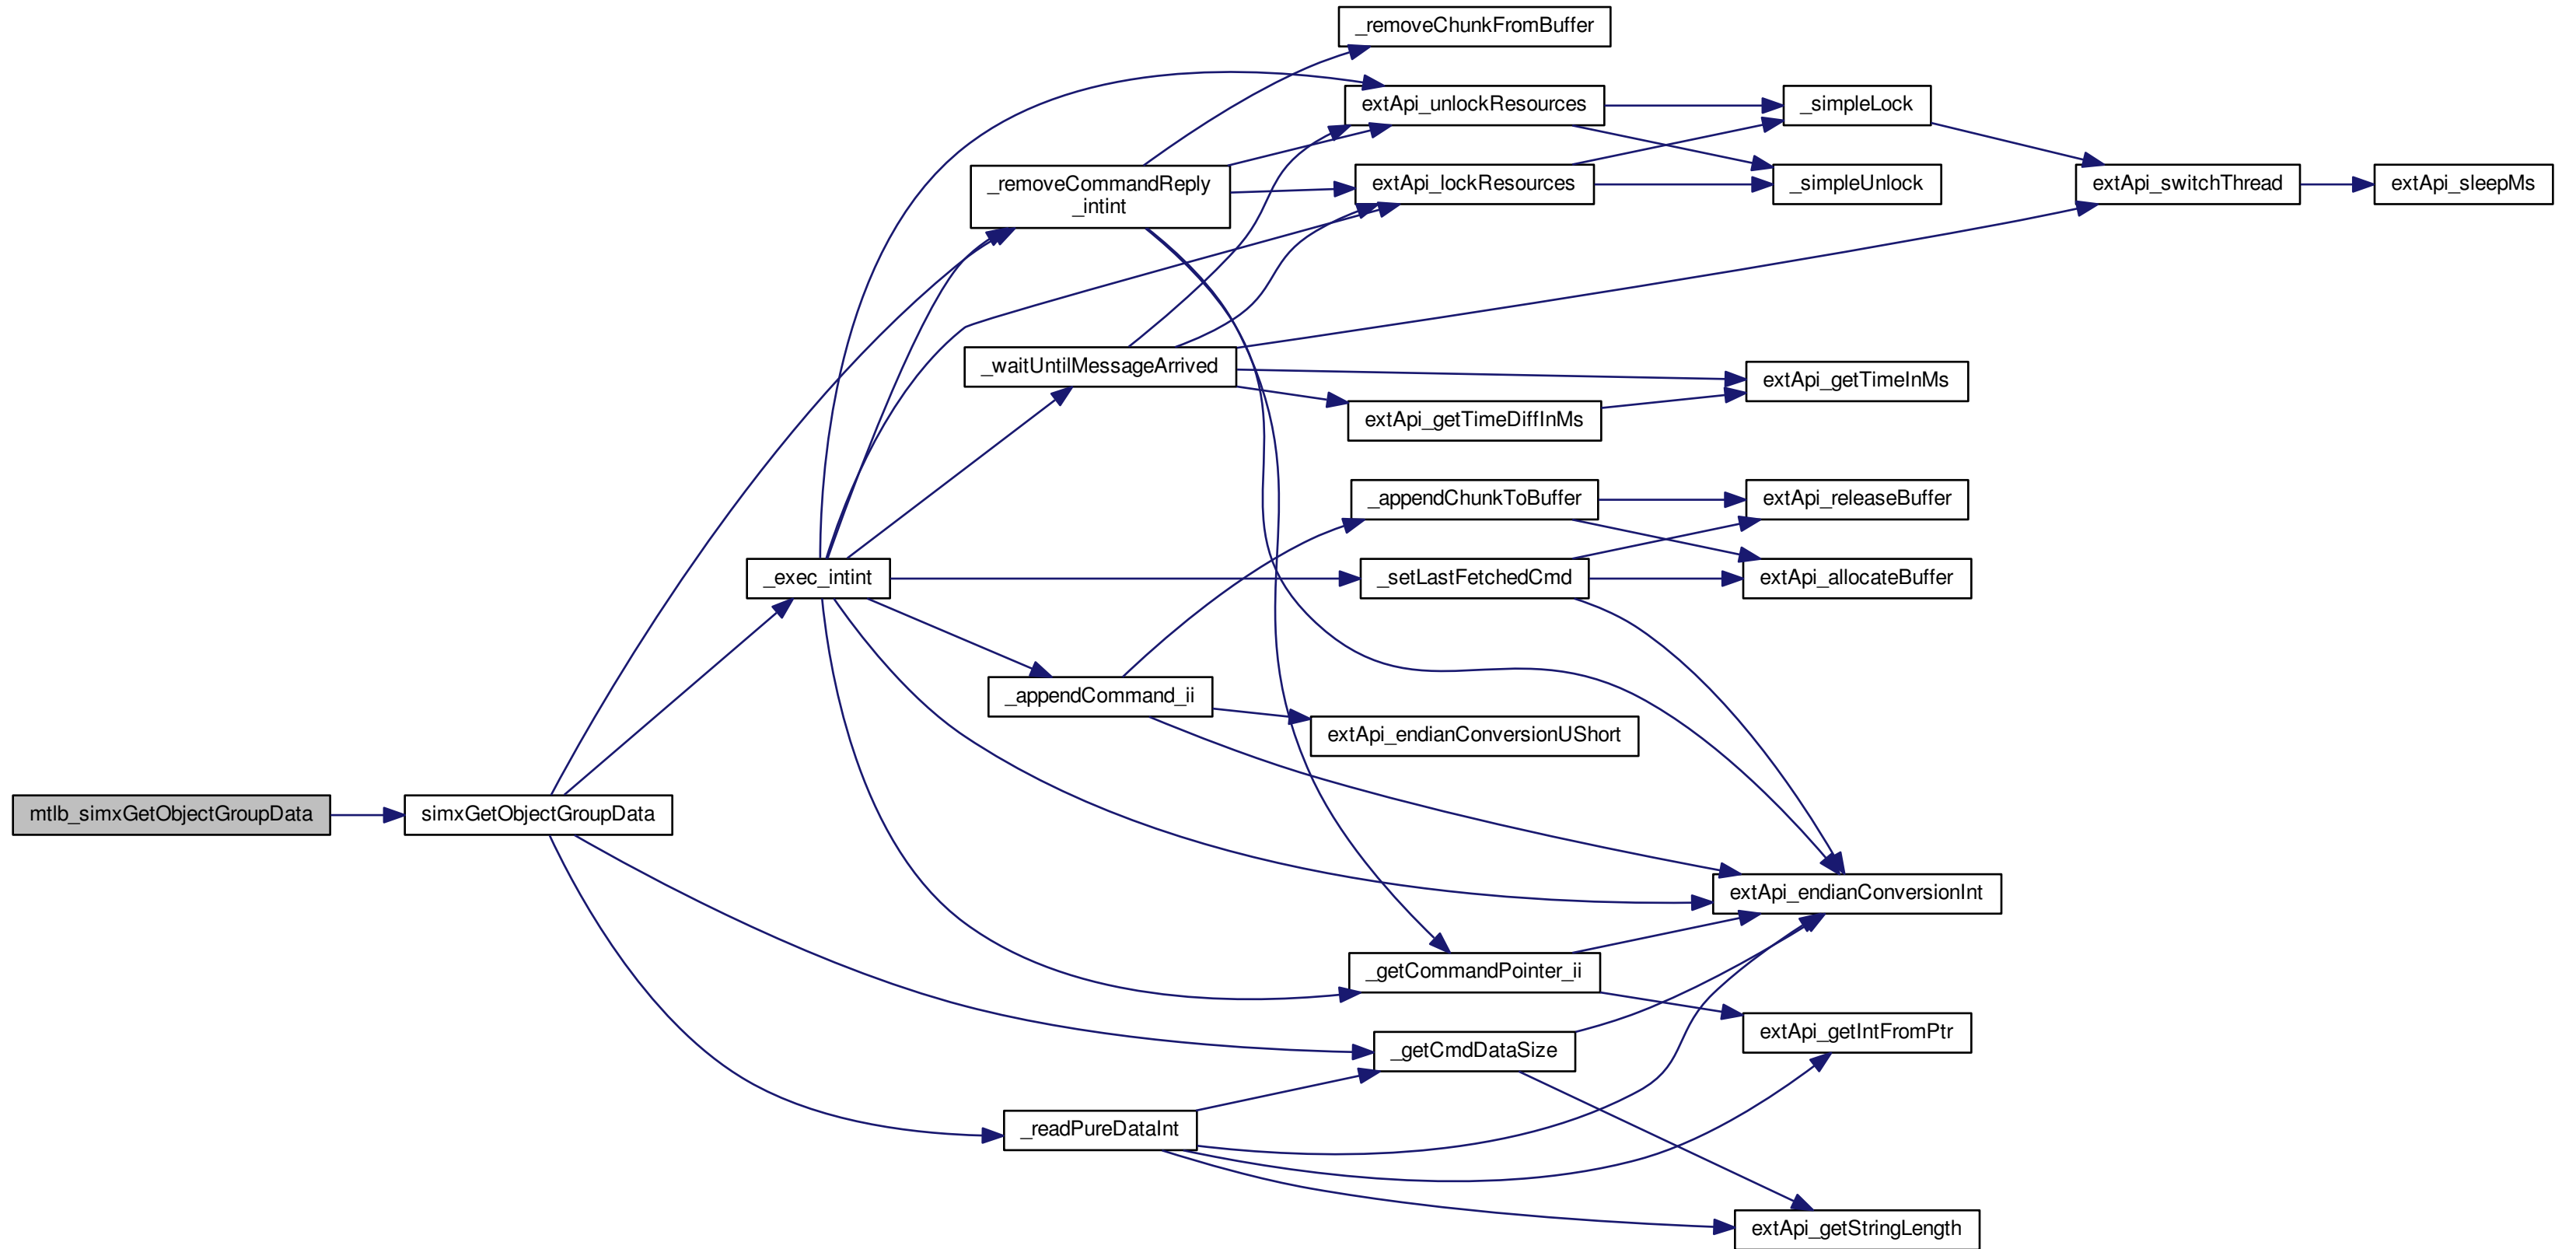 _removeChunkFromBuffer
extApi_unlockResources
_simpleLock
_removeCommandReply
_intint
extApi_lockResources
_simpleUnlock
extApi_switchThread
extApi_sleepMs
_waitUntilMessageArrived
extApi_getTimeInMs
extApi_getTimeDiffInMs
_appendChunkToBuffer
extApi_releaseBuffer
_exec_intint
_setLastFetchedCmd
extApi_allocateBuffer
_appendCommand_ii
extApi_endianConversionUShort
mtlb_simxGetObjectGroupData
simxGetObjectGroupData
extApi_endianConversionInt
_getCommandPointer_ii
extApi_getIntFromPtr
_getCmdDataSize
_readPureDataInt
extApi_getStringLength